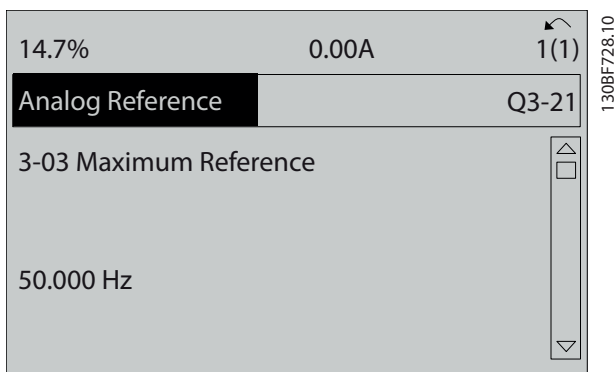 14.7% 0.00A 1(1)
Analog Reference Q3-21
3-03 Maximum Reference
50.000 Hz
130BF728.10